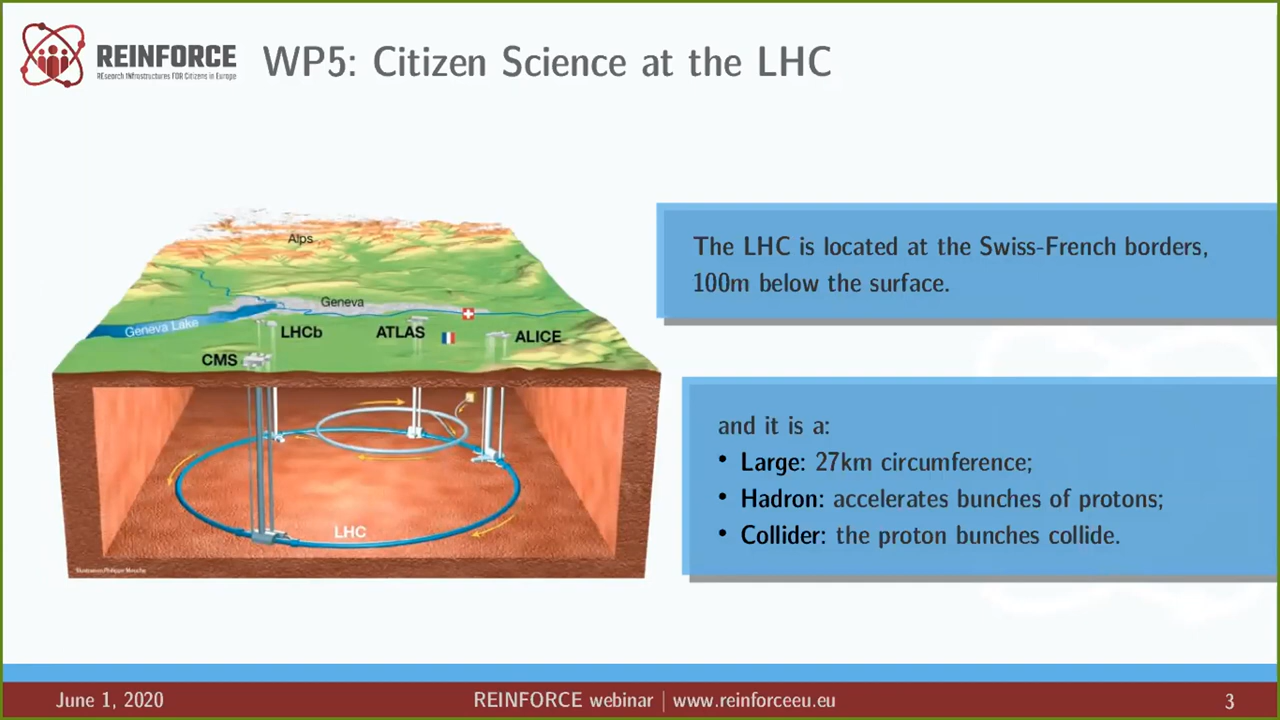 REINFORCE
REsearch INfrastructures FOR Citizens in Europe
WP5: Citizen Science at the LHC
Alps
Geneva
Geneva Lake
LHCb
ATLAS
ALICE
CMS
LHC
The LHC is located at the Swiss-French borders,
100m below the surface.
and it is a:
• Large: 27km circumference;
• Hadron: accelerates bunches of protons;
• Collider: the proton bunches collide.
June 1, 2020
REINFORCE webinar | www.reinforceeu.eu
3